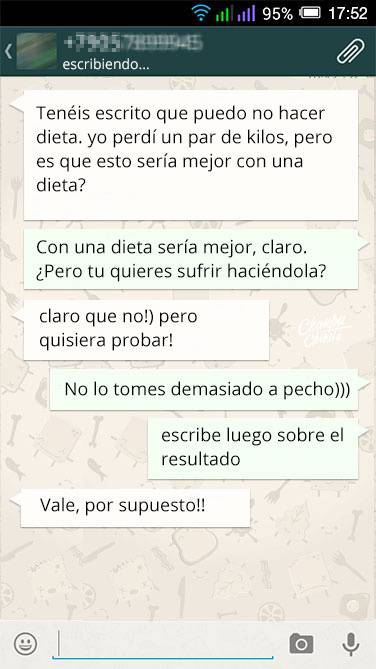 95% 17:52
escribiendo...
Tenéis escrito que puedo no hacer
dieta. yo perdí un par de kilos, pero
es que esto sería mejor con una
dieta?
Con una dieta sería mejor, claro.
¿Pero tu quieres sufrir haciéndola?
claro que no!) pero
quisiera probar!
No lo tomes demasiado a pecho)))
escribe luego sobre el
resultado
Vale, por supuesto!!